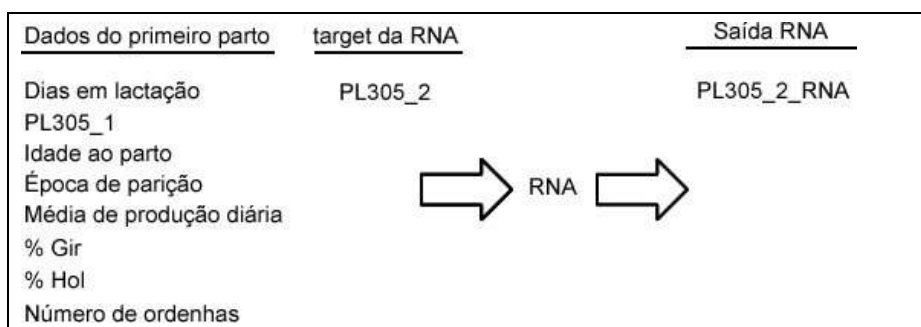 Dados do primeiro parto target da RNA Saída RNA
Dias em lactação PL305_2 PL305_2_RNA
PL305_1
Idade ao parto
Época de parição RNA
Média de produção diária
% Gir
% Hol
Número de ordenhas